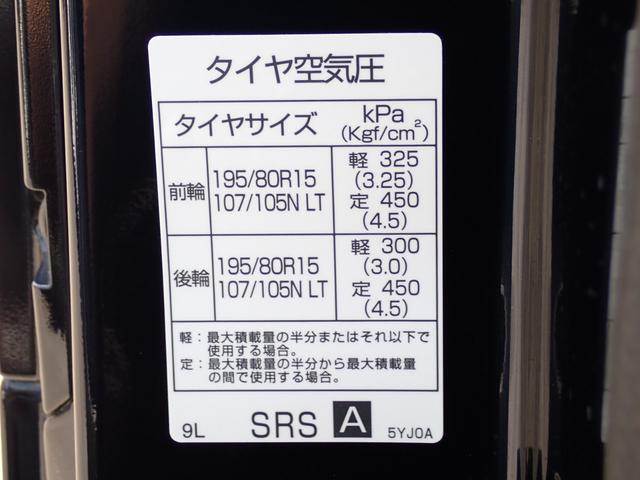 タイヤ空気圧
タイヤサイズ
kPa
(Kgf/cm²)
前輪
195/80R15
107/105N LT
軽 325
(3.25)
定 450
(4.5)
後輪
195/80R15
107/105N LT
軽 300
(3.0)
定 450
(4.5)
軽：最大積載量の半分またはそれ以下で
使用する場合。
定：最大積載量の半分から最大積載量
の間で使用する場合。
9L SRS A 5YJ0A